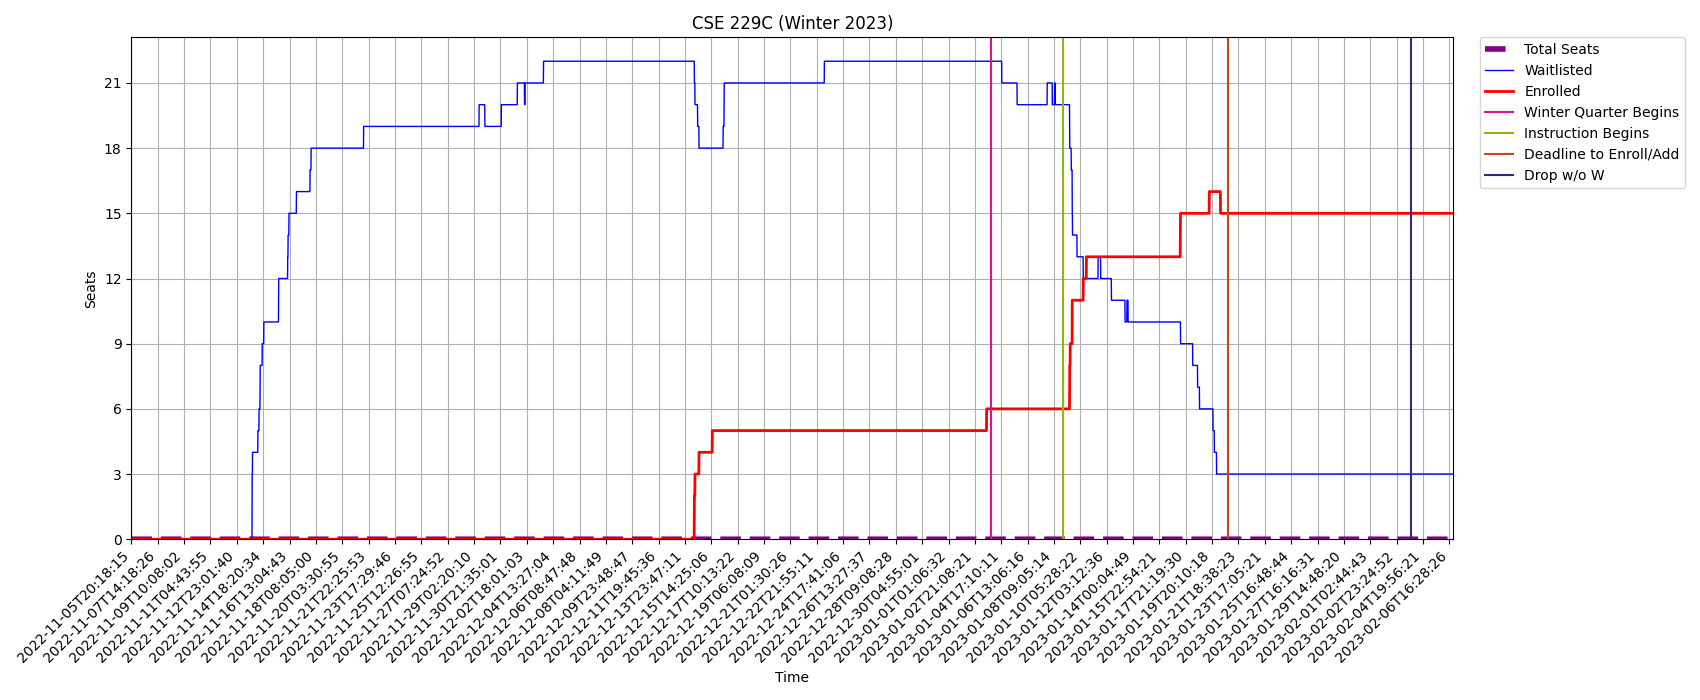 CSE 229C (Winter 2023)
Total Seats
Waitlisted
Enrolled
Winter Quarter Begins
Instruction Begins
Deadline to Enroll/Add
Drop w/o W
Seats
21
18
15
12
9
6
3
0
2022-11-05T20:18:15
2022-11-07T14:18:26
2022-11-09T10:08:02
2022-11-11T04:43:55
2022-11-12T23:01:40
2022-11-14T18:20:34
2022-11-16T13:04:43
2022-11-18T08:05:00
2022-11-20T03:30:55
2022-11-21T22:25:53
2022-11-23T17:29:46
2022-11-25T12:26:55
2022-11-27T07:24:52
2022-11-29T02:20:10
2022-11-30T21:35:01
2022-12-02T18:01:03
2022-12-04T13:27:04
2022-12-06T08:47:48
2022-12-08T04:11:49
2022-12-09T23:48:47
2022-12-11T19:45:36
2022-12-13T23:47:11
2022-12-15T14:25:06
2022-12-17T10:13:22
2022-12-19T06:08:09
2022-12-21T01:30:26
2022-12-22T21:55:11
2022-12-24T17:41:06
2022-12-26T13:27:37
2022-12-28T09:08:28
2022-12-30T04:55:01
2023-01-01T01:06:32
2023-01-02T21:08:21
2023-01-04T17:10:11
2023-01-06T13:06:16
2023-01-08T09:05:14
2023-01-10T05:28:22
2023-01-12T03:12:36
2023-01-14T00:04:49
2023-01-15T22:54:21
2023-01-17T21:19:30
2023-01-19T20:10:18
2023-01-21T18:38:23
2023-01-23T17:05:21
2023-01-25T16:48:44
2023-01-27T16:16:31
2023-01-29T14:48:20
2023-02-01T02:44:43
2023-02-02T23:24:52
2023-02-04T19:56:21
2023-02-06T16:28:26
Time